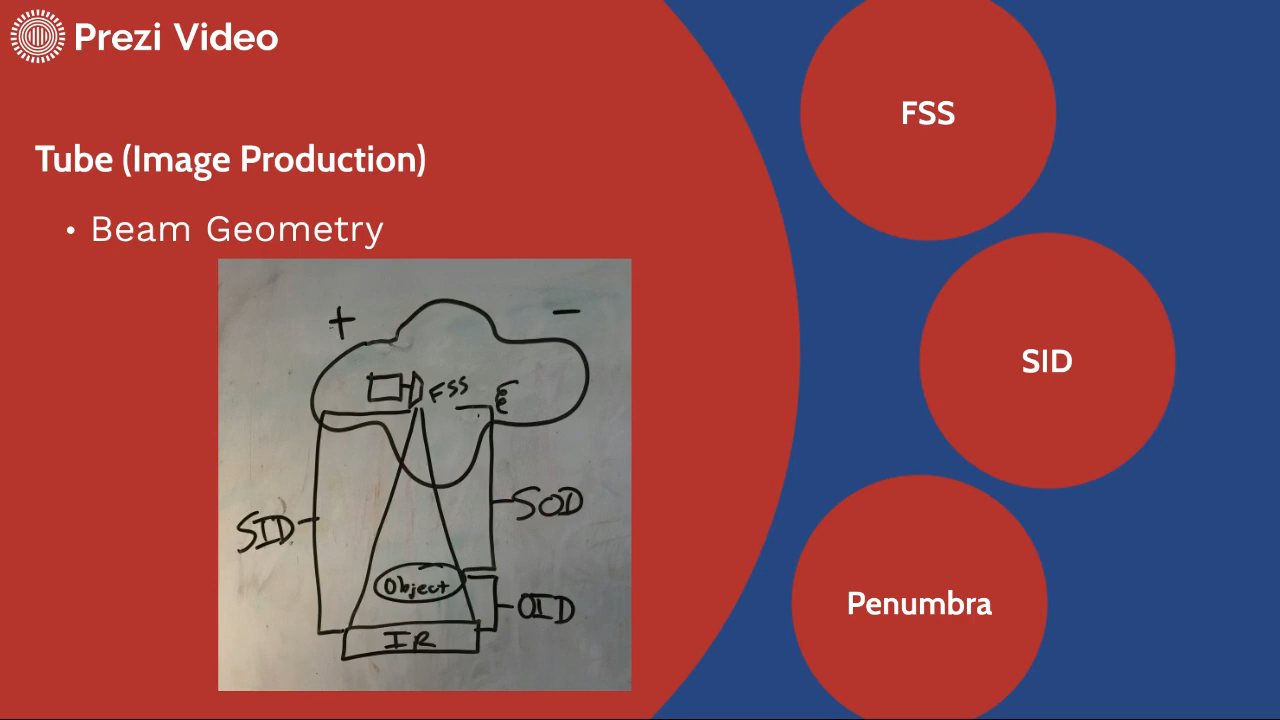 Prezi Video
Tube (Image Production)
• Beam Geometry
+ −
FSS
SID
SOD
Object
OID
IR
FSS
SID
Penumbra